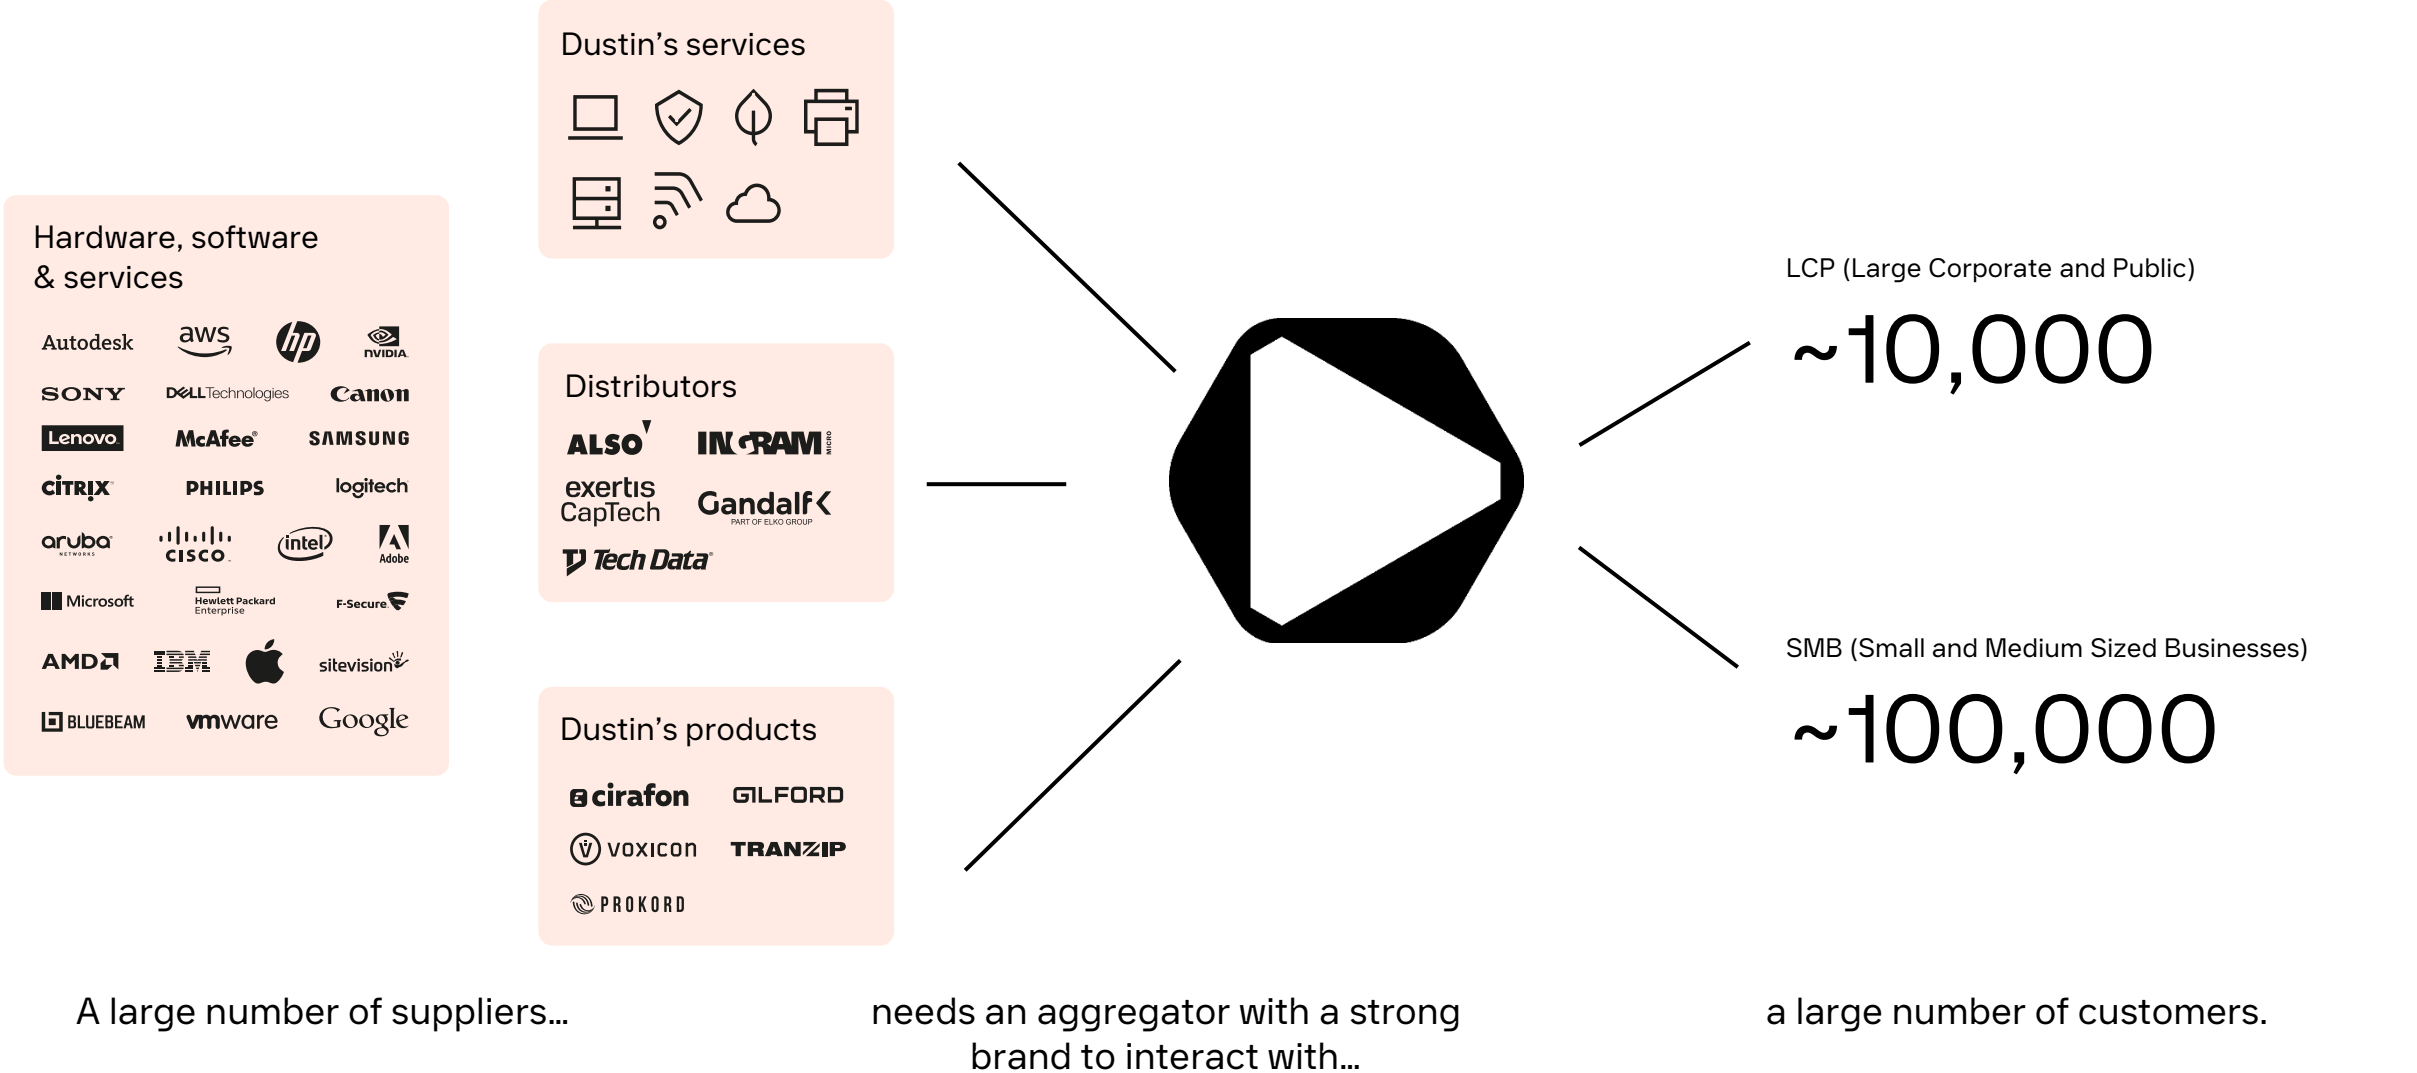 Dustin’s services
Hardware, software
& services
Autodesk aws hp NVIDIA.
SONY DELLTechnologies Canon
Lenovo. McAfee® SAMSUNG
CİTRIX® PHILIPS logitech
aruba® NETWORKS CISCO. intel® Adobe
Microsoft Hewlett Packard Enterprise F-Secure.
AMD IBM sitevision
BLUEBEAM vmware Google
Distributors
ALSO INGRAM MICRO
exertis
CapTech
Gandalf
PART OF ELKO GROUP
Tech Data®
Dustin’s products
cirafon GILFORD
VOXICON TRANZIP
PROKORD
LCP (Large Corporate and Public)
~10,000
SMB (Small and Medium Sized Businesses)
~100,000
A large number of suppliers…
needs an aggregator with a strong
brand to interact with…
a large number of customers.